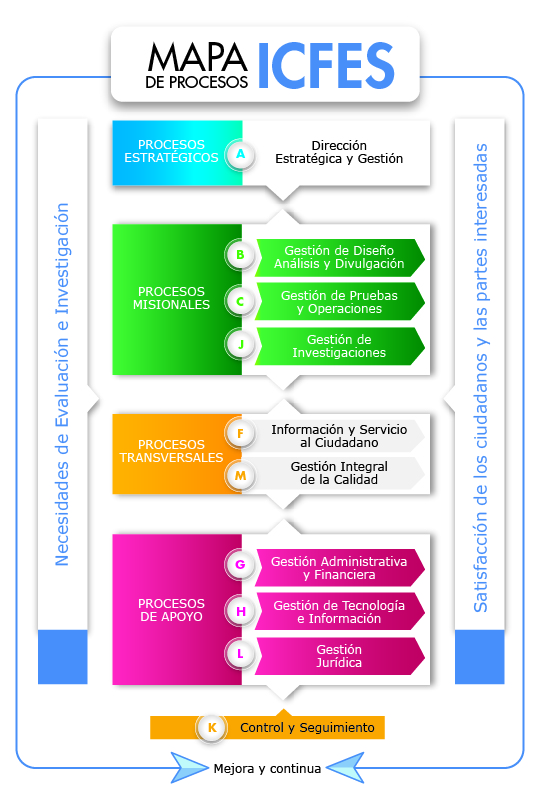 MAPA
DE PROCESOS
ICFES
Necesidades de Evaluación e Investigación
PROCESOS
ESTRATÉGICOS
A
Dirección
Estratégica y Gestión
PROCESOS
MISIONALES
B
Gestión de Diseño
Análisis y Divulgación
C
Gestión de Pruebas
y Operaciones
J
Gestión de
Investigaciones
PROCESOS
TRANSVERSALES
F
Información y Servicio
al Ciudadano
M
Gestión Integral
de la Calidad
PROCESOS
DE APOYO
G
Gestión Administrativa
y Financiera
H
Gestión de Tecnología
e Información
L
Gestión
Jurídica
K
Control y Seguimiento
Satisfacción de los ciudadanos y las partes interesadas
Mejora y continua